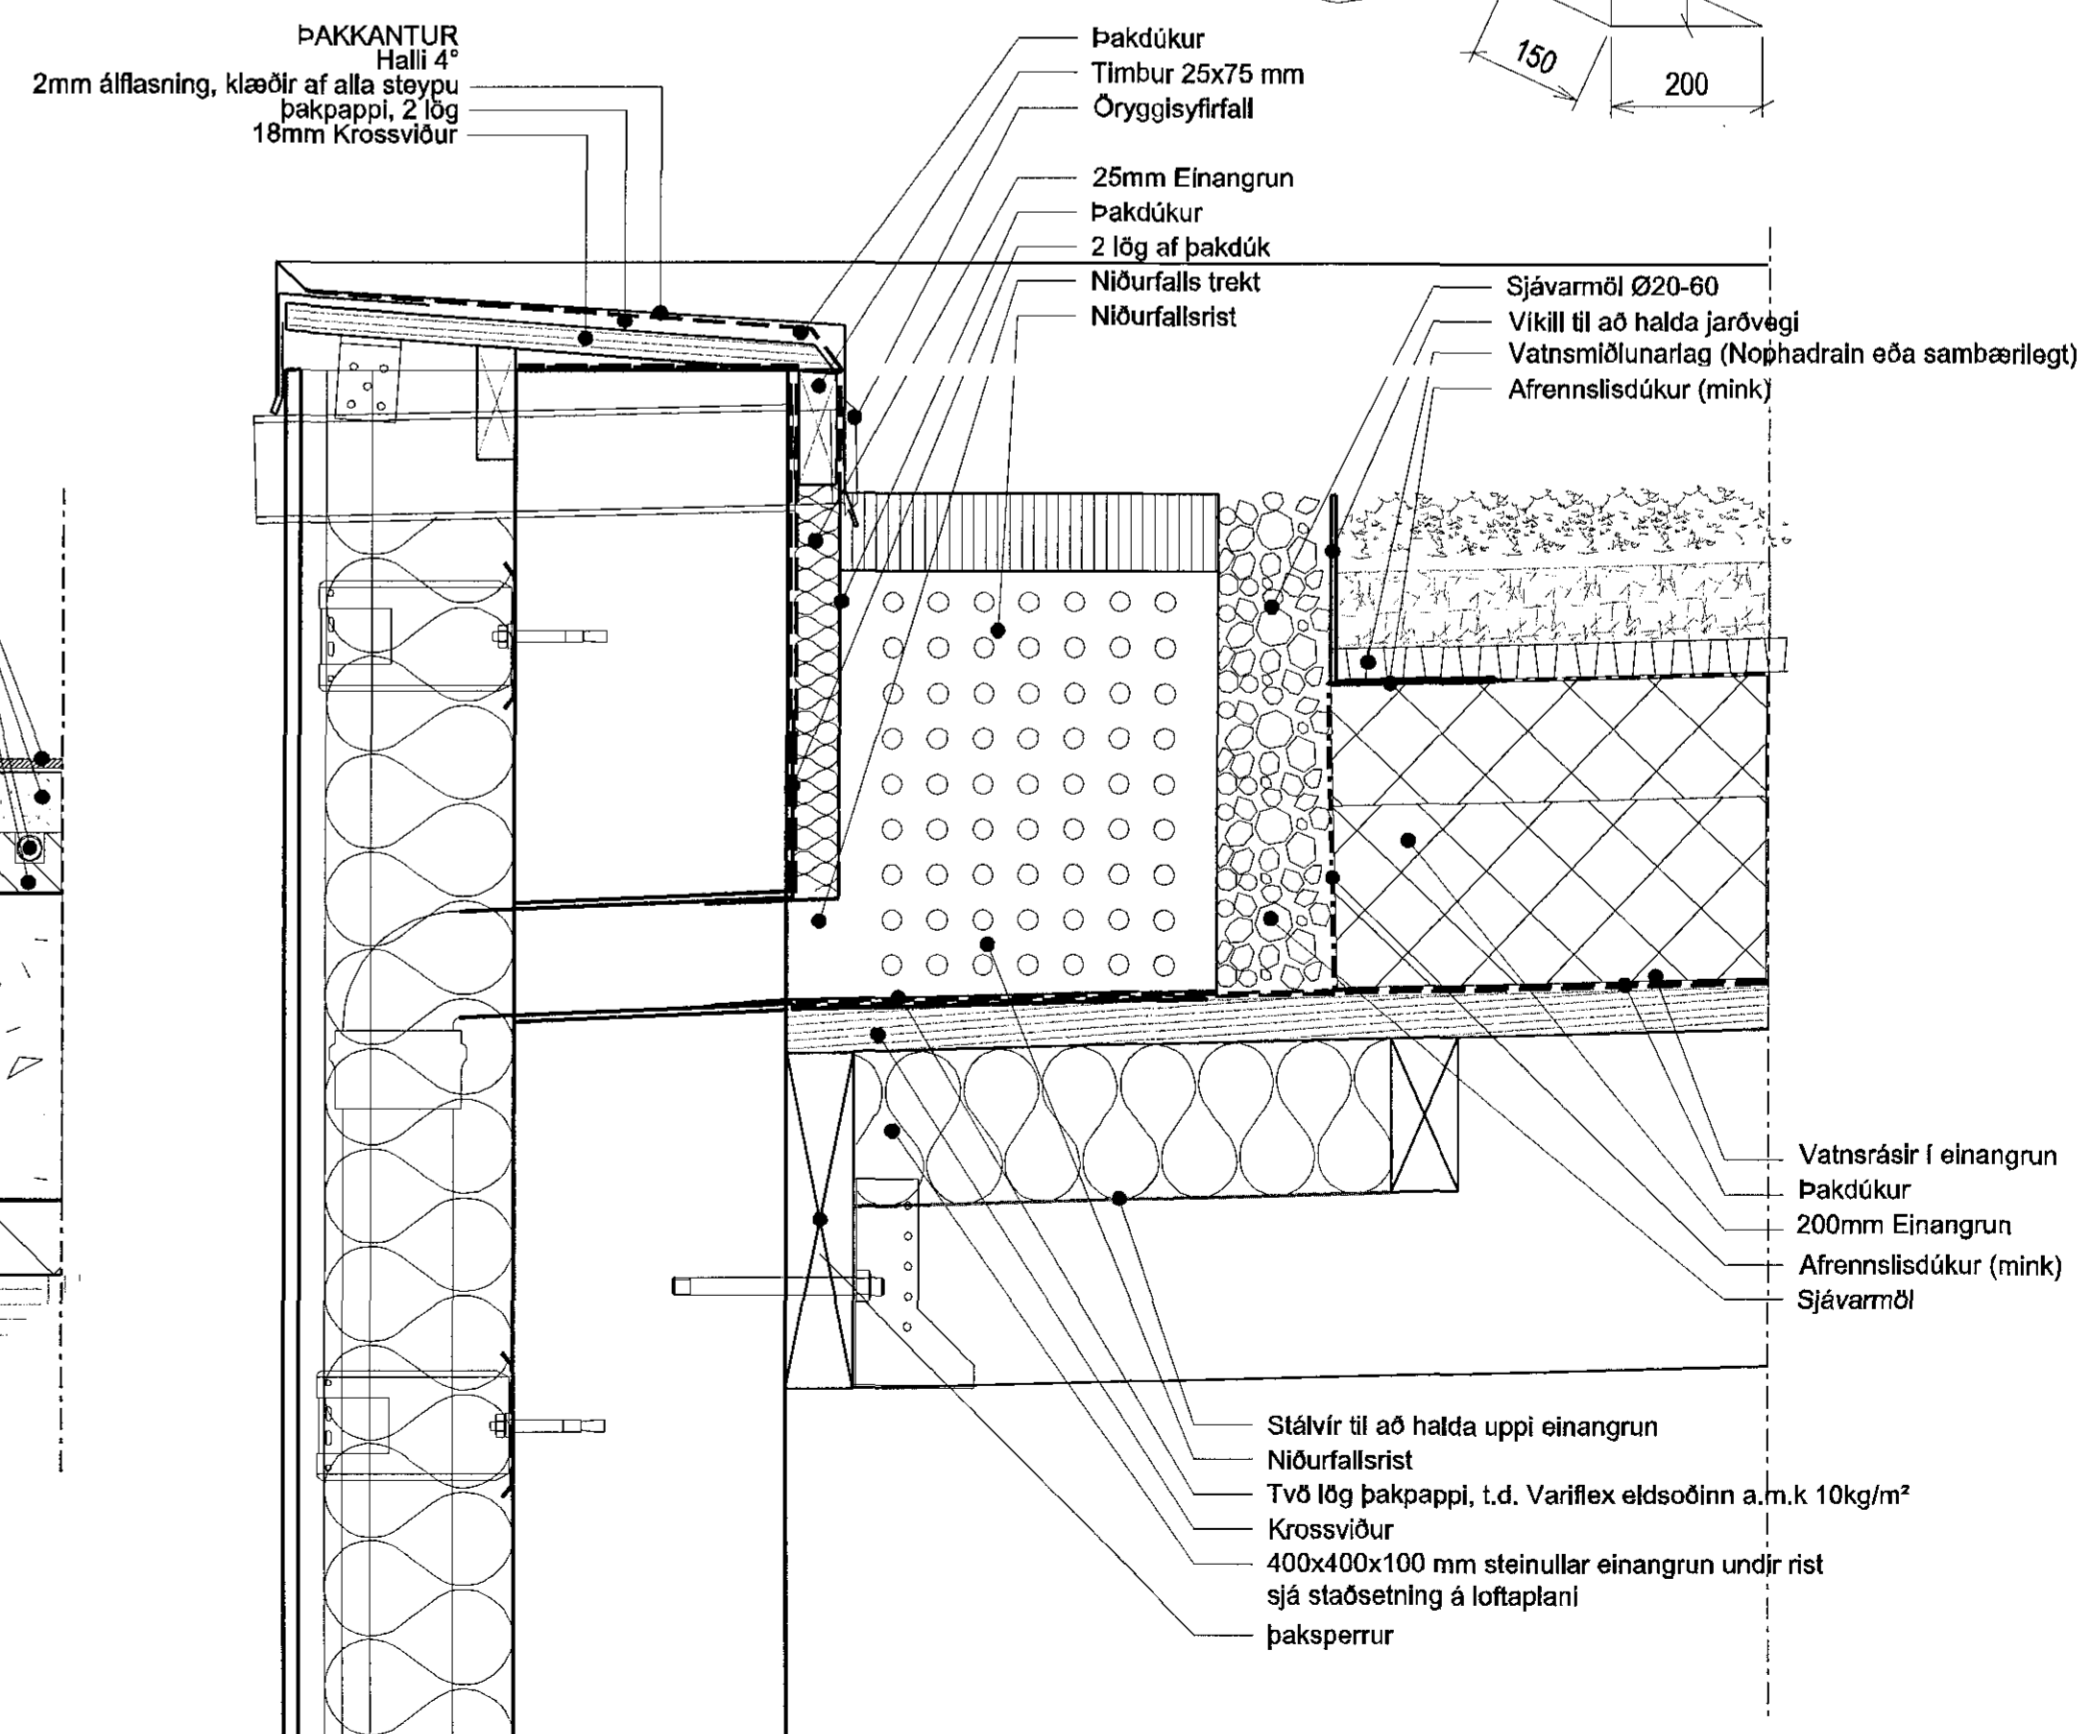 ÞAKKANTUR
Halli 4°
2mm álflasning, klæðir af alla steypu
þakpappi, 2 lög
18mm Krossviður
Þakdúkur
Timbur 25x75 mm
Öryggisyfirfall
25mm Einangrun
Þakdúkur
2 lög af þakdúk
Niðurfalls trekt
Niðurfallsrist
150
200
Sjávarmöl Ø20-60
Víkill til að halda jarðvegi
Vatnsmiðlunarlag (Nophadrain eða sambærilegt)
Afrennslisdúkur (mink)
Vatnsrásir í einangrun
Þakdúkur
200mm Einangrun
Afrennslisdúkur (mink)
Sjávarmöl
Stálvír til að halda uppi einangrun
Niðurfallsrist
Tvö lög þakpappi, t.d. Variflex eldsoðinn a.m.k 10kg/m²
Krossviður
400x400x100 mm steinullar einangrun undir rist
sjá staðsetning á loftaplani
þaksperrur